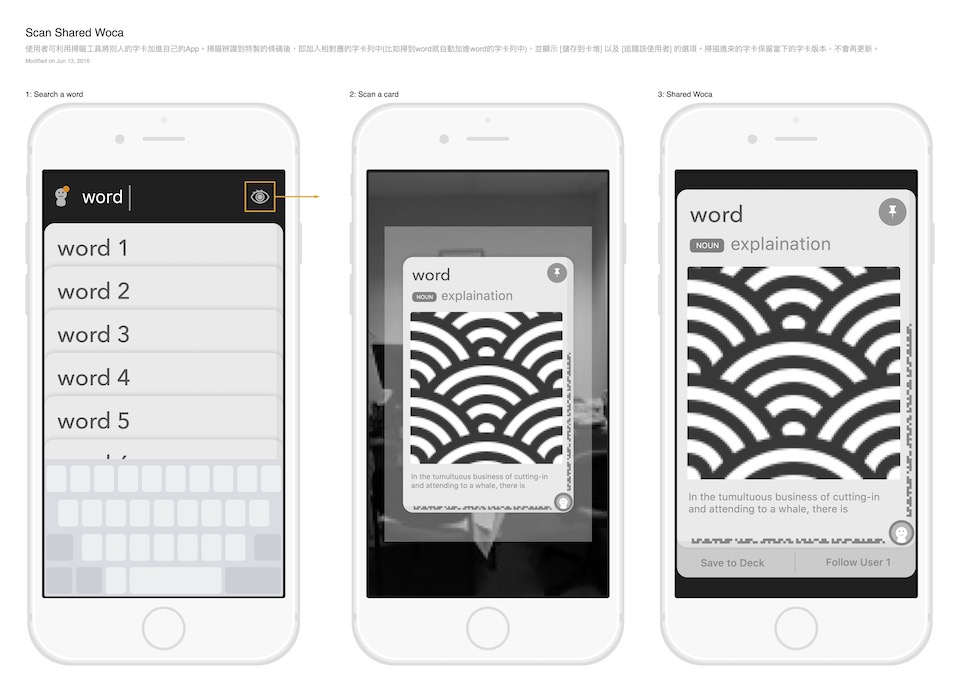 Scan Shared Woca
使用者可利用掃瞄工具將別人的字卡加進自己的App。掃瞄辨識到特製的條碼後，即加入相對應的字卡列中(比如掃到word就自動加進word的字卡列中)、並顯示 [儲存到卡堆] 以及 [追隨該使用者] 的選項。掃描進來的字卡保留當下的字卡版本，不會再更新。
Modified on Jun 13, 2016
1: Search a word
word
word 1
word 2
word 3
word 4
word 5
2: Scan a card
word
NOUN explaination
In the tumultuous business of cutting-in
and attending to a whale, there is
3: Shared Woca
word
NOUN explaination
In the tumultuous business of cutting-in
and attending to a whale, there is
Save to Deck
Follow User 1